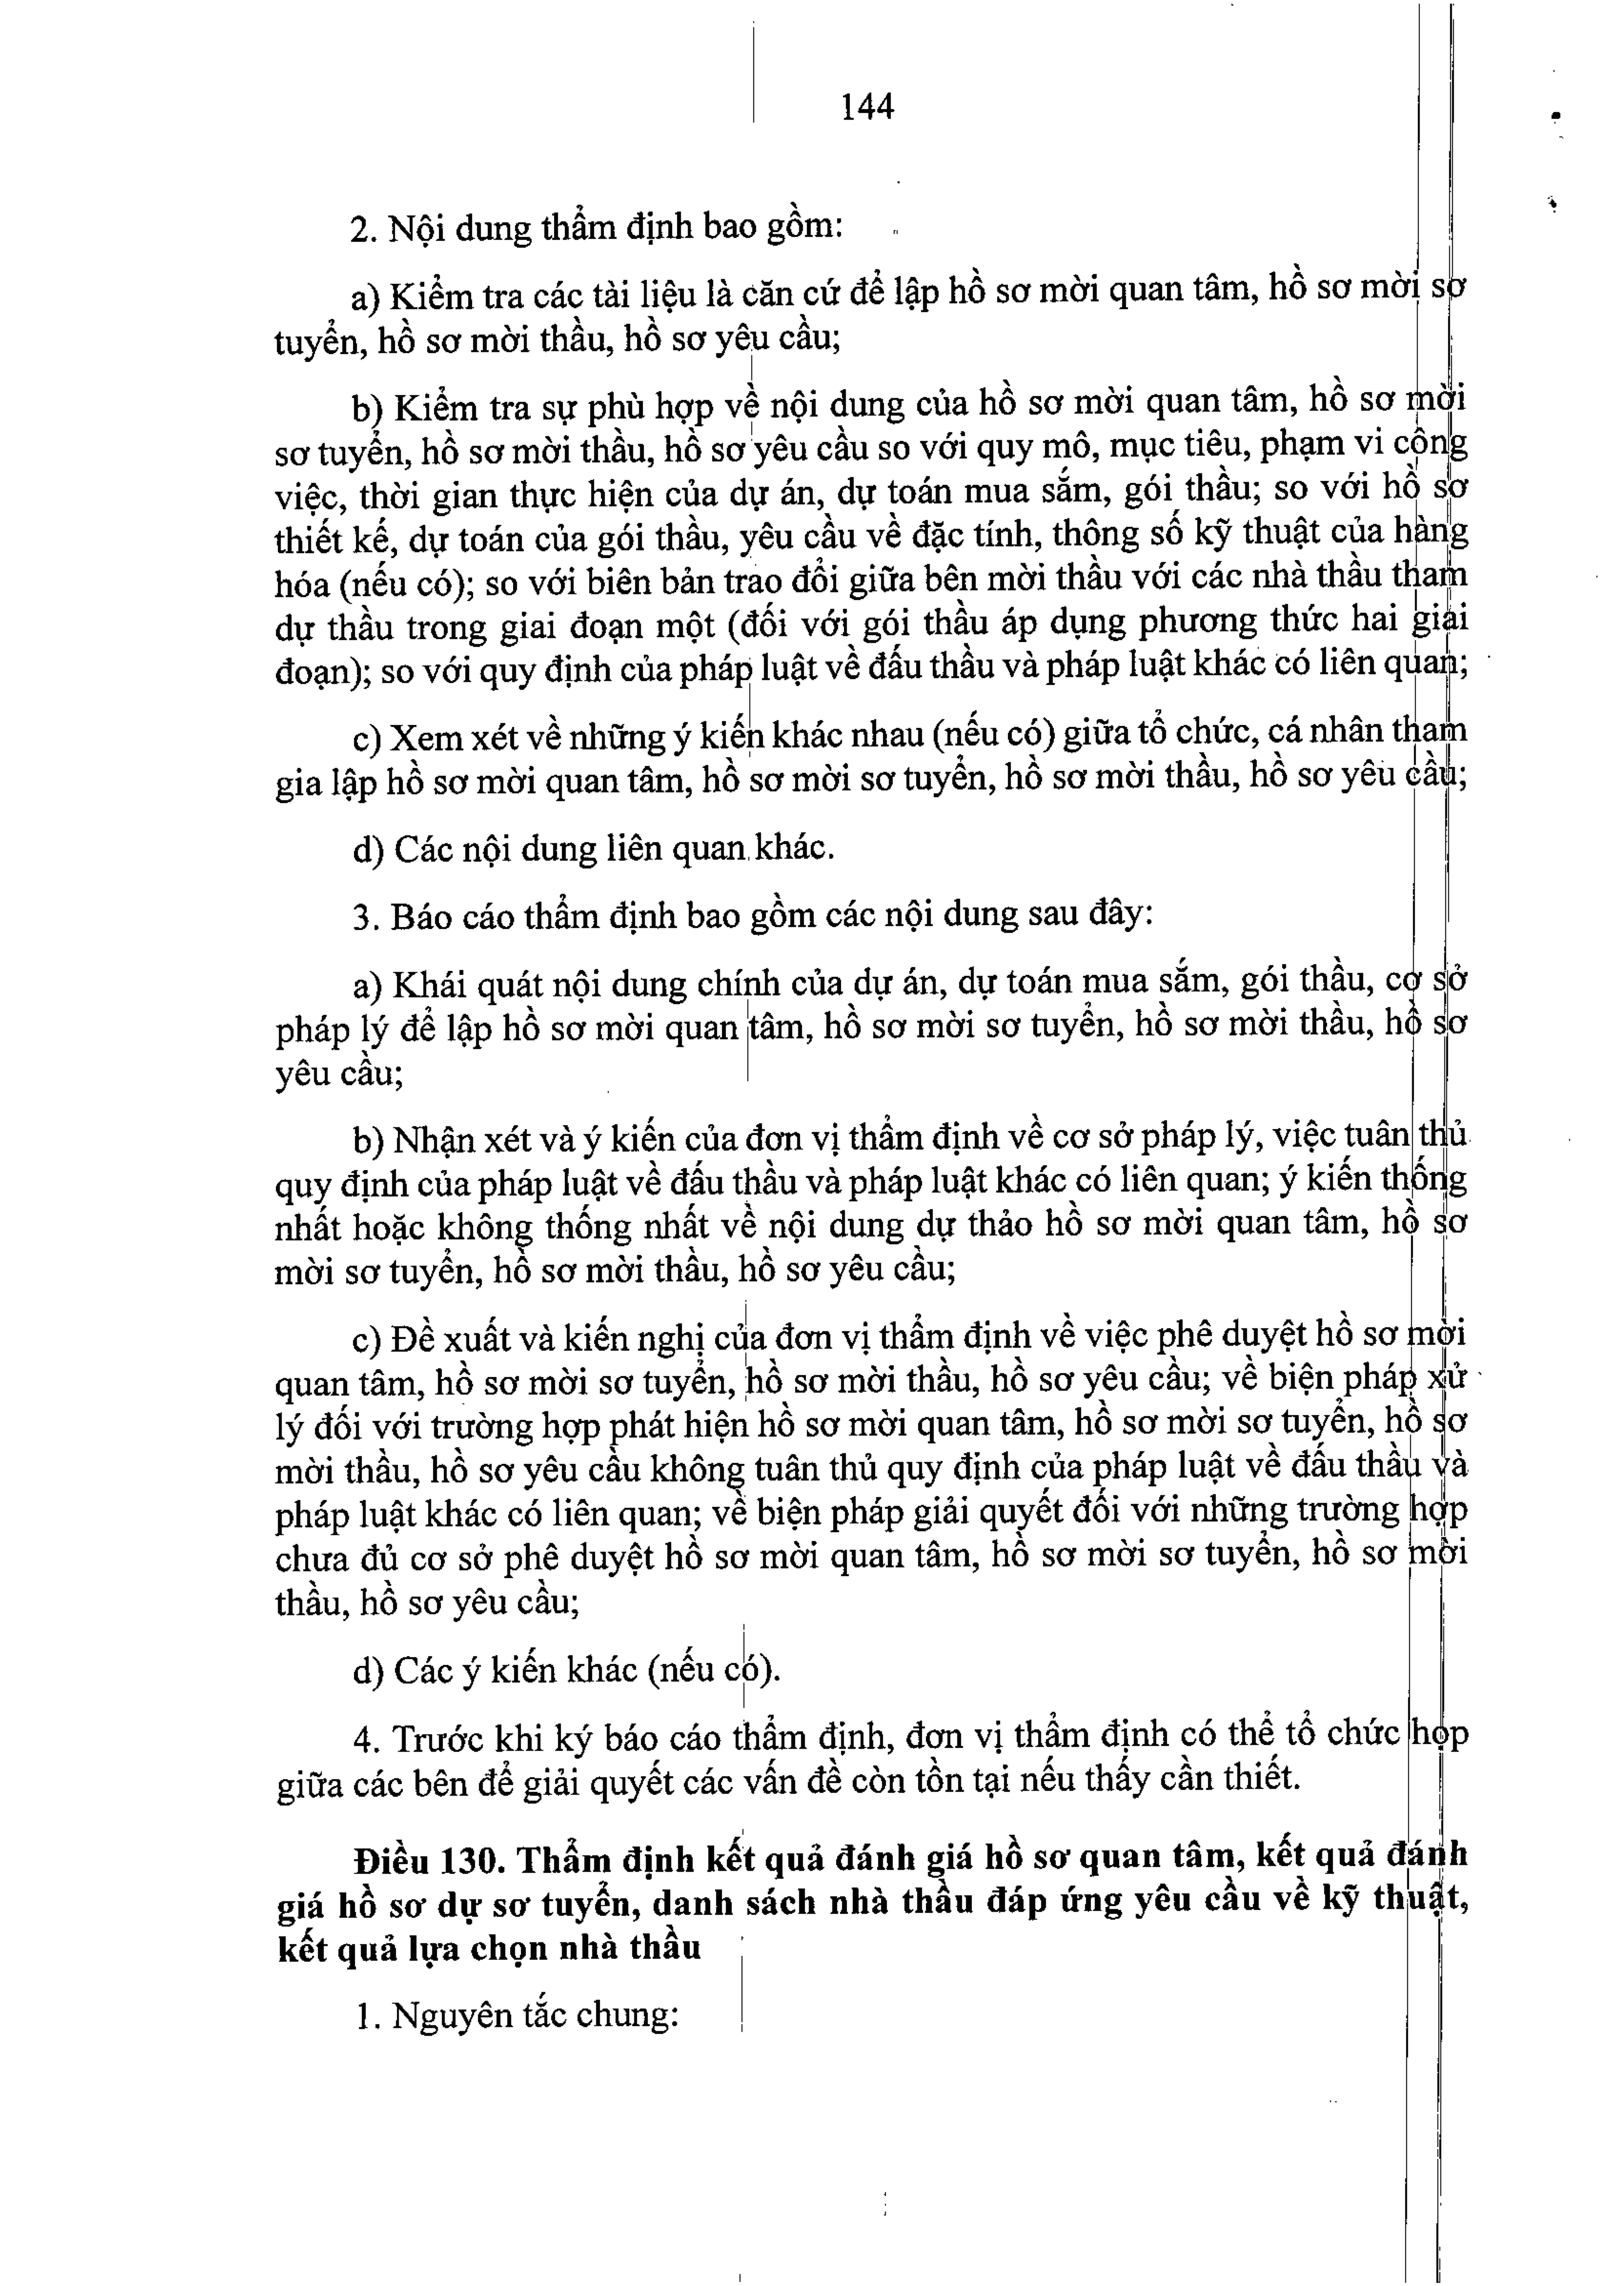 144
2. Nội dung thẩm định bao gồm:
a) Kiểm tra các tài liệu là căn cứ để lập hồ sơ mời quan tâm, hồ sơ mời sơ
tuyển, hồ sơ mời thầu, hồ sơ yêu cầu;
b) Kiểm tra sự phù hợp về nội dung của hồ sơ mời quan tâm, hồ sơ mời
sơ tuyển, hồ sơ mời thầu, hồ sơ yêu cầu so với quy mô, mục tiêu, phạm vi công
việc, thời gian thực hiện của dự án, dự toán mua sắm, gói thầu; so với hồ sơ
thiết kế, dự toán của gói thầu, yêu cầu về đặc tính, thông số kỹ thuật của hàng
hóa (nếu có); so với biên bản trao đổi giữa bên mời thầu với các nhà thầu tham
dự thầu trong giai đoạn một (đối với gói thầu áp dụng phương thức hai giai
đoạn); so với quy định của pháp luật về đấu thầu và pháp luật khác có liên quan;
c) Xem xét về những ý kiến khác nhau (nếu có) giữa tổ chức, cá nhân tham
gia lập hồ sơ mời quan tâm, hồ sơ mời sơ tuyển, hồ sơ mời thầu, hồ sơ yêu cầu;
d) Các nội dung liên quan khác.
3. Báo cáo thẩm định bao gồm các nội dung sau đây:
a) Khái quát nội dung chính của dự án, dự toán mua sắm, gói thầu, cơ sở
pháp lý để lập hồ sơ mời quan tâm, hồ sơ mời sơ tuyển, hồ sơ mời thầu, hồ sơ
yêu cầu;
b) Nhận xét và ý kiến của đơn vị thẩm định về cơ sở pháp lý, việc tuân thủ
quy định của pháp luật về đấu thầu và pháp luật khác có liên quan; ý kiến thống
nhất hoặc không thống nhất về nội dung dự thảo hồ sơ mời quan tâm, hồ sơ
mời sơ tuyển, hồ sơ mời thầu, hồ sơ yêu cầu;
c) Đề xuất và kiến nghị của đơn vị thẩm định về việc phê duyệt hồ sơ mời
quan tâm, hồ sơ mời sơ tuyển, hồ sơ mời thầu, hồ sơ yêu cầu; về biện pháp xử
lý đối với trường hợp phát hiện hồ sơ mời quan tâm, hồ sơ mời sơ tuyển, hồ sơ
mời thầu, hồ sơ yêu cầu không tuân thủ quy định của pháp luật về đấu thầu và
pháp luật khác có liên quan; về biện pháp giải quyết đối với những trường hợp
chưa đủ cơ sở phê duyệt hồ sơ mời quan tâm, hồ sơ mời sơ tuyển, hồ sơ mời
thầu, hồ sơ yêu cầu;
d) Các ý kiến khác (nếu có).
4. Trước khi ký báo cáo thẩm định, đơn vị thẩm định có thể tổ chức họp
giữa các bên để giải quyết các vấn đề còn tồn tại nếu thấy cần thiết.
Điều 130. Thẩm định kết quả đánh giá hồ sơ quan tâm, kết quả đánh
giá hồ sơ dự sơ tuyển, danh sách nhà thầu đáp ứng yêu cầu về kỹ thuật,
kết quả lựa chọn nhà thầu
1. Nguyên tắc chung: